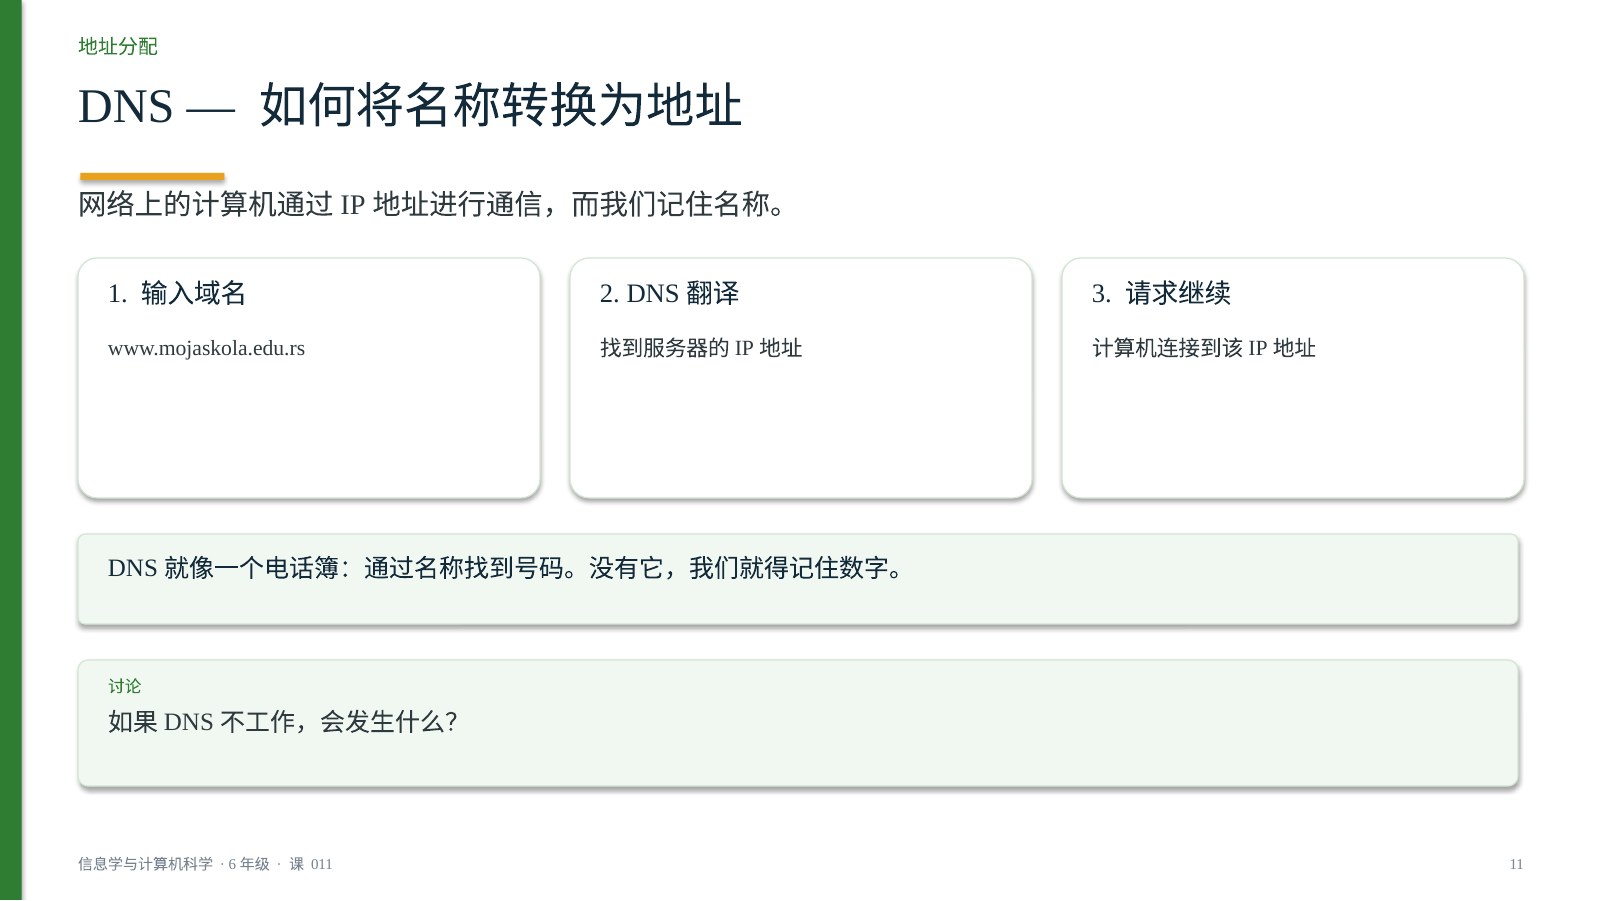 地址分配
DNS — 如何将名称转换为地址
网络上的计算机通过 IP 地址进行通信，而我们记住名称。
1. 输入域名
www.mojaskola.edu.rs
2. DNS 翻译
找到服务器的 IP 地址
3. 请求继续
计算机连接到该 IP 地址
DNS 就像一个电话簿：通过名称找到号码。没有它，我们就得记住数字。
讨论
如果 DNS 不工作，会发生什么？
信息学与计算机科学 · 6 年级 · 课 011
11